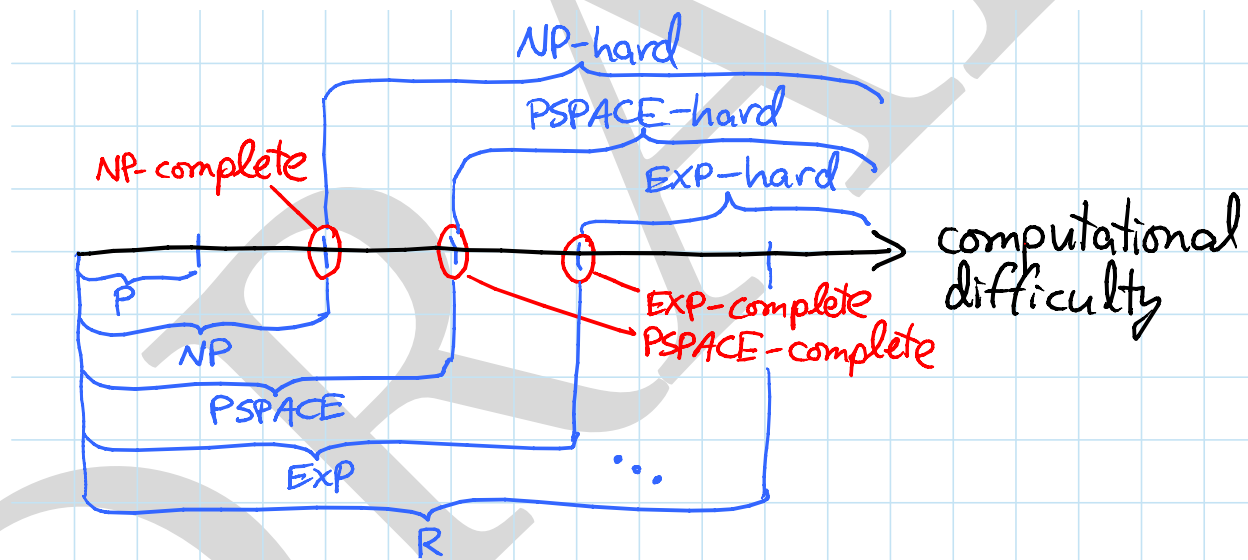 NP-hard
PSPACE-hard
NP-complete
EXP-hard
computational
difficulty
P
EXP-complete
NP
PSPACE-complete
PSPACE
EXP
R